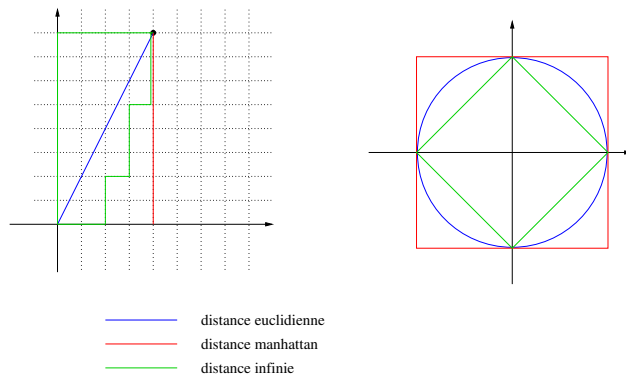 distance euclidienne
distance manhattan
distance infinie